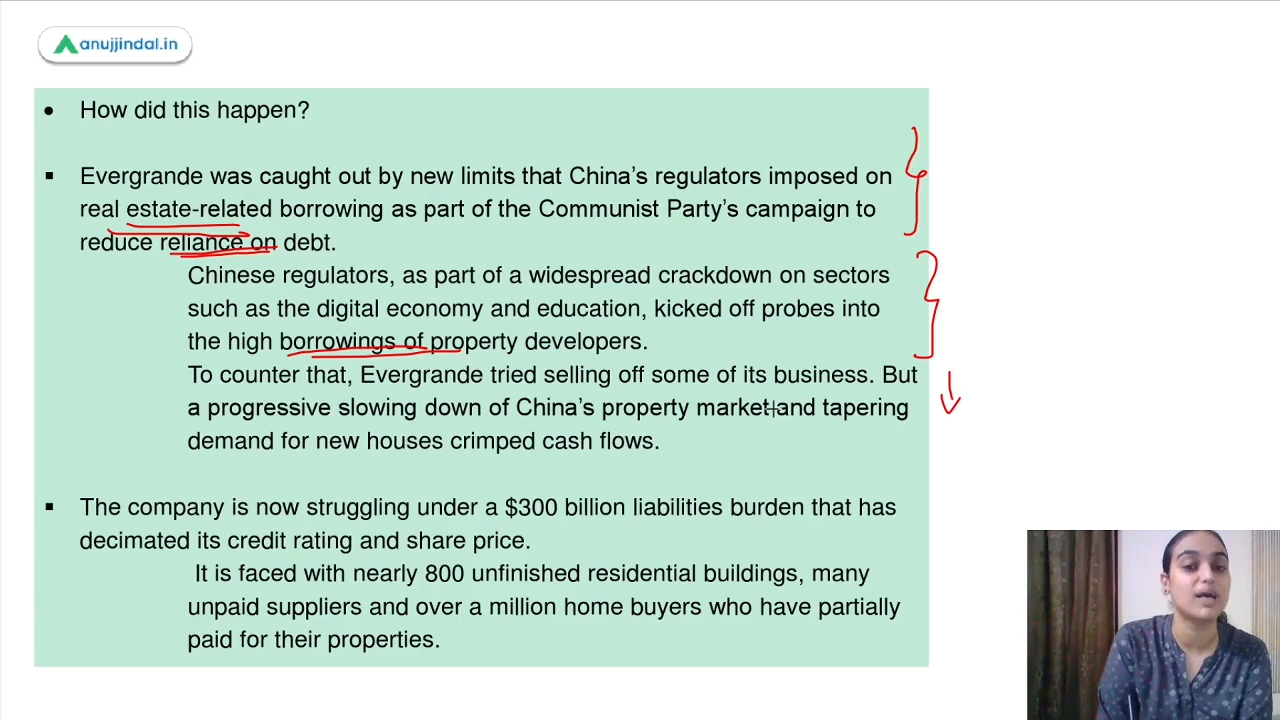 anujjindal.in
• How did this happen?
▪ Evergrande was caught out by new limits that China’s regulators imposed on
real estate-related borrowing as part of the Communist Party’s campaign to
reduce reliance on debt.
Chinese regulators, as part of a widespread crackdown on sectors
such as the digital economy and education, kicked off probes into
the high borrowings of property developers.
To counter that, Evergrande tried selling off some of its business. But
a progressive slowing down of China’s property market and tapering
demand for new houses crimped cash flows.
▪ The company is now struggling under a $300 billion liabilities burden that has
decimated its credit rating and share price.
It is faced with nearly 800 unfinished residential buildings, many
unpaid suppliers and over a million home buyers who have partially
paid for their properties.